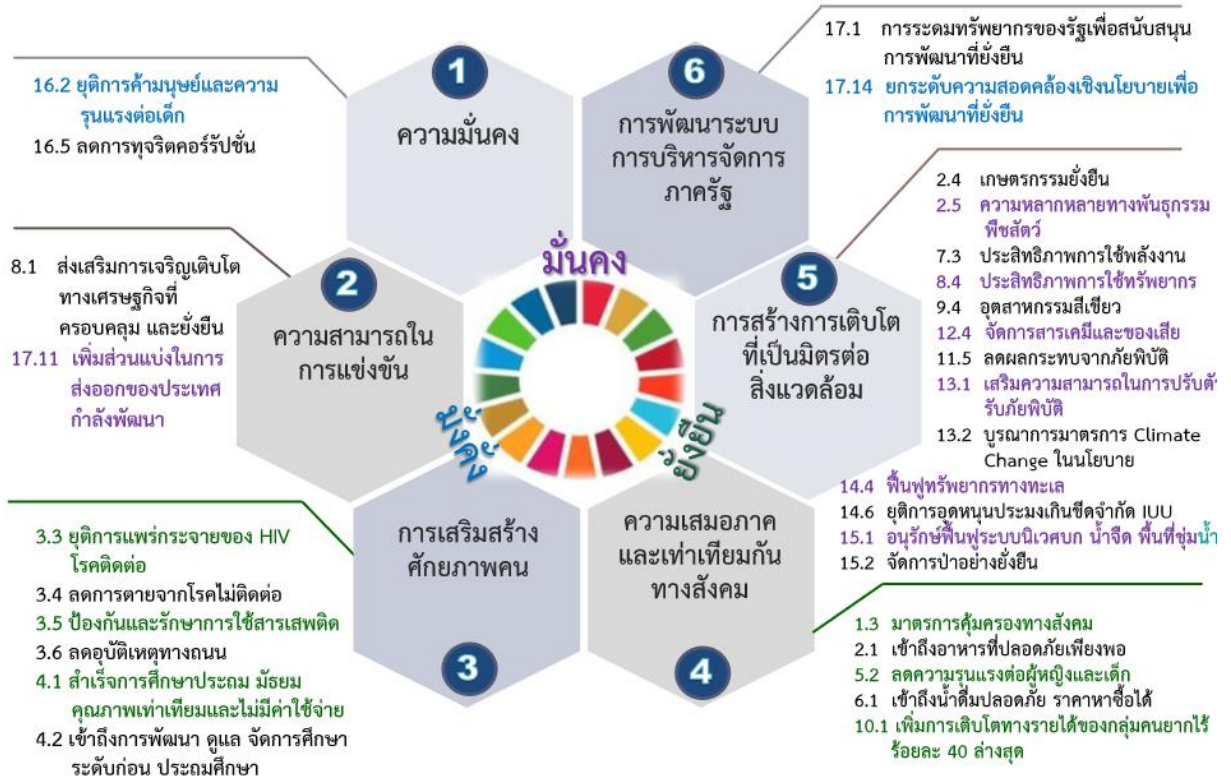 1
ความมั่นคง
16.2 ยุติการค้ามนุษย์และความ
รุนแรงต่อเด็ก
16.5 ลดการทุจริตคอร์รัปชั่น
6
การพัฒนาระบบ
การบริหารจัดการ
ภาครัฐ
17.1 การระดมทรัพยากรของรัฐเพื่อสนับสนุน
การพัฒนาที่ยั่งยืน
17.14 ยกระดับความสอดคล้องเชิงนโยบายเพื่อ
การพัฒนาที่ยั่งยืน
2
ความสามารถใน
การแข่งขัน
8.1 ส่งเสริมการเจริญเติบโต
ทางเศรษฐกิจที่
ครอบคลุม และยั่งยืน
17.11 เพิ่มส่วนแบ่งในการ
ส่งออกของประเทศ
กำลังพัฒนา
มั่นคง
มั่งคั่ง
ยั่งยืน
5
การสร้างการเติบโต
ที่เป็นมิตรต่อ
สิ่งแวดล้อม
2.4 เกษตรกรรมยั่งยืน
2.5 ความหลากหลายทางพันธุกรรม
พืชสัตว์
7.3 ประสิทธิภาพการใช้พลังงาน
8.4 ประสิทธิภาพการใช้ทรัพยากร
9.4 อุตสาหกรรมสีเขียว
12.4 จัดการสารเคมีและของเสีย
11.5 ลดผลกระทบจากภัยพิบัติ
13.1 เสริมความสามารถในการปรับตัว
รับภัยพิบัติ
13.2 บูรณาการมาตรการ Climate
Change ในนโยบาย
14.4 ฟื้นฟูทรัพยากรทางทะเล
14.6 ยุติการอุดหนุนประมงเกินขีดจำกัด IUU
15.1 อนุรักษ์ฟื้นฟูระบบนิเวศบก น้ำจืด พื้นที่ชุ่มน้ำ
15.2 จัดการป่าอย่างยั่งยืน
การเสริมสร้าง
ศักยภาพคน
3
3.3 ยุติการแพร่กระจายของ HIV
โรคติดต่อ
3.4 ลดการตายจากโรคไม่ติดต่อ
3.5 ป้องกันและรักษาการใช้สารเสพติด
3.6 ลดอุบัติเหตุทางถนน
4.1 สำเร็จการศึกษาประถม มัธยม
คุณภาพเท่าเทียมและไม่มีค่าใช้จ่าย
4.2 เข้าถึงการพัฒนา ดูแล จัดการศึกษา
ระดับก่อน ประถมศึกษา
ความเสมอภาค
และเท่าเทียมกัน
ทางสังคม
4
1.3 มาตรการคุ้มครองทางสังคม
2.1 เข้าถึงอาหารที่ปลอดภัยเพียงพอ
5.2 ลดความรุนแรงต่อผู้หญิงและเด็ก
6.1 เข้าถึงน้ำดื่มปลอดภัย ราคาหาซื้อได้
10.1 เพิ่มการเติบโตทางรายได้ของกลุ่มคนยากไร้
ร้อยละ 40 ล่างสุด